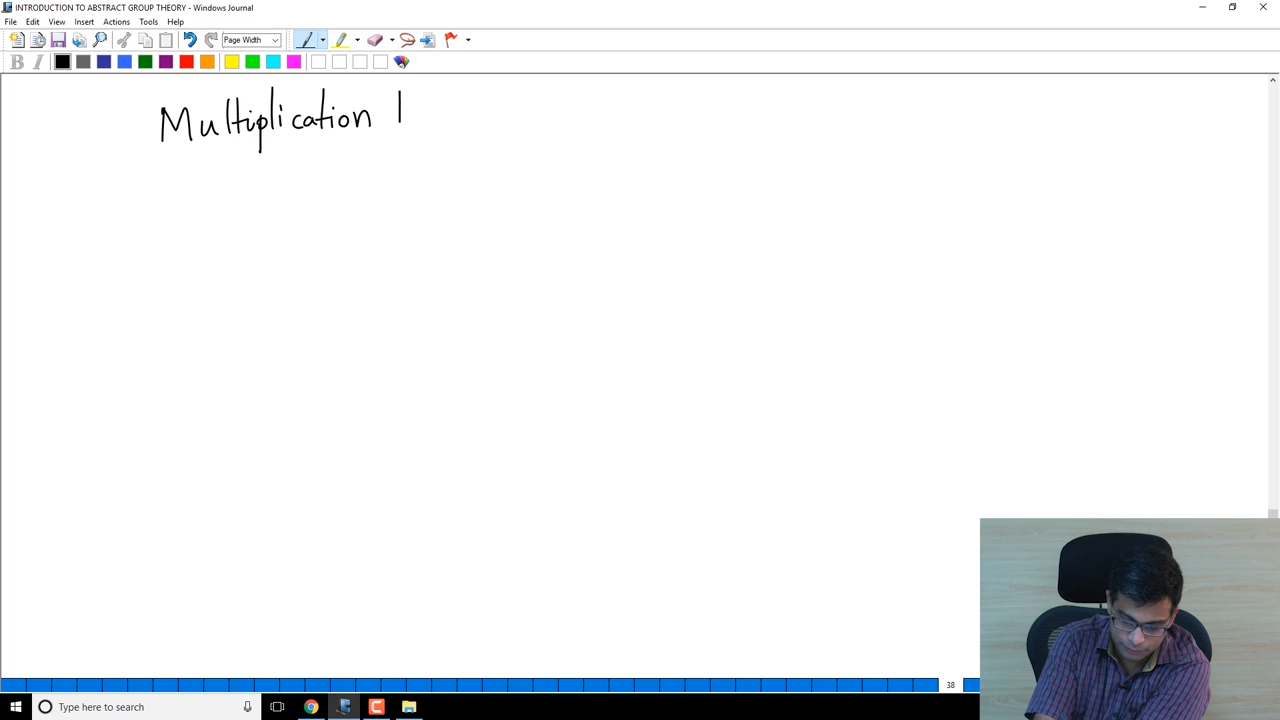 INTRODUCTION TO ABSTRACT GROUP THEORY - Windows Journal
File Edit View Insert Actions Tools Help
Page Width
B I
Multiplication
38
Type here to search